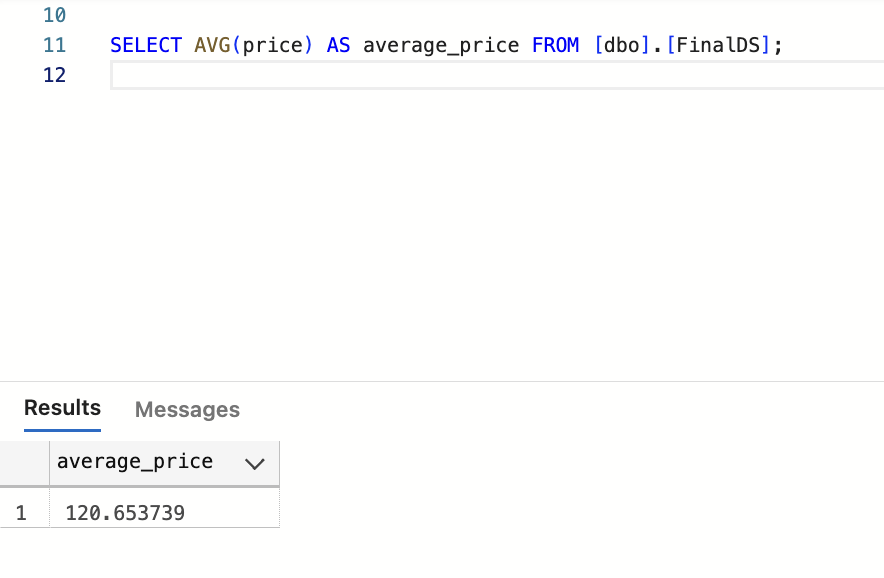 10
11 SELECT AVG(price) AS average_price FROM [dbo].[FinalDS];
12
Results Messages
average_price
1 120.653739